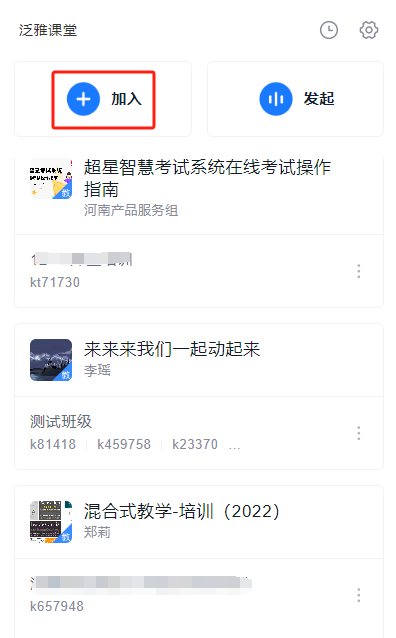 泛雅课堂
加入
发起
超星智慧考试系统在线考试操作
指南
河南产品服务组
教
kt71730
来来来我们一起动起来
李瑶
教
测试班级
k81418 k459758 k23370 ...
混合式教学-培训（2022）
郑莉
教
k657948